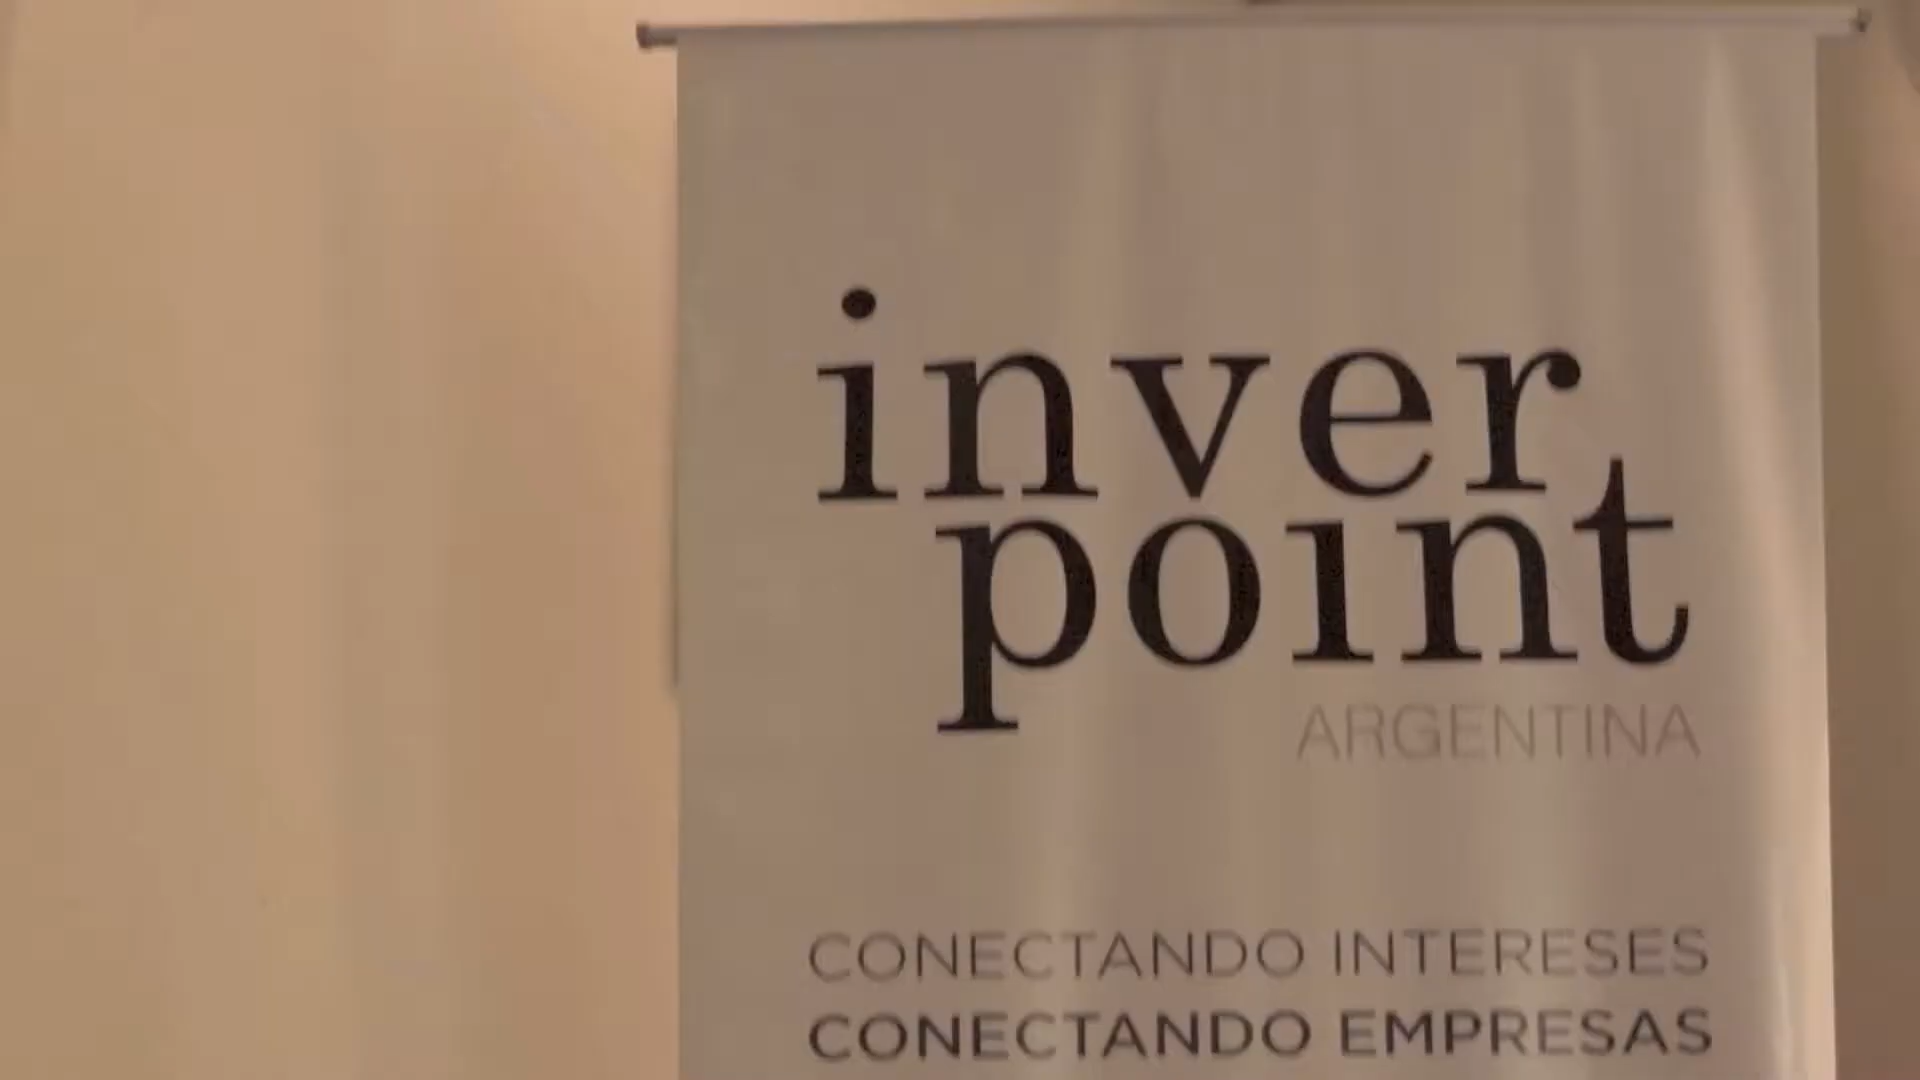 inver
point
ARGENTINA
CONECTANDO INTERESES
CONECTANDO EMPRESAS